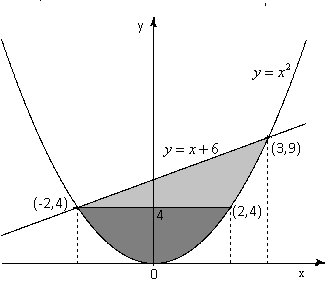 y
y = x²
y = x + 6
(3,9)
(-2,4)
4
(2,4)
0
x